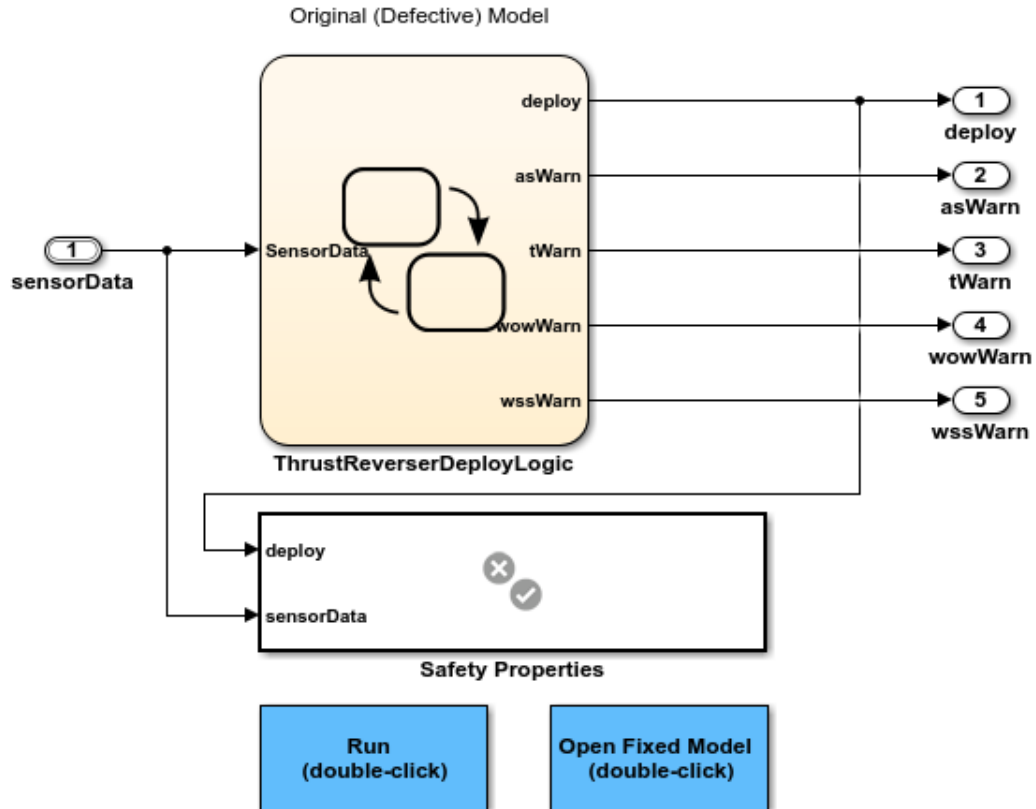 Original (Defective) Model
deploy
1
deploy
asWarn
2
asWarn
1
sensorData
SensorData
tWarn
3
tWarn
wowWarn
4
wowWarn
wssWarn
5
wssWarn
ThrustReverserDeployLogic
deploy
sensorData
Safety Properties
Run
(double-click)
Open Fixed Model
(double-click)